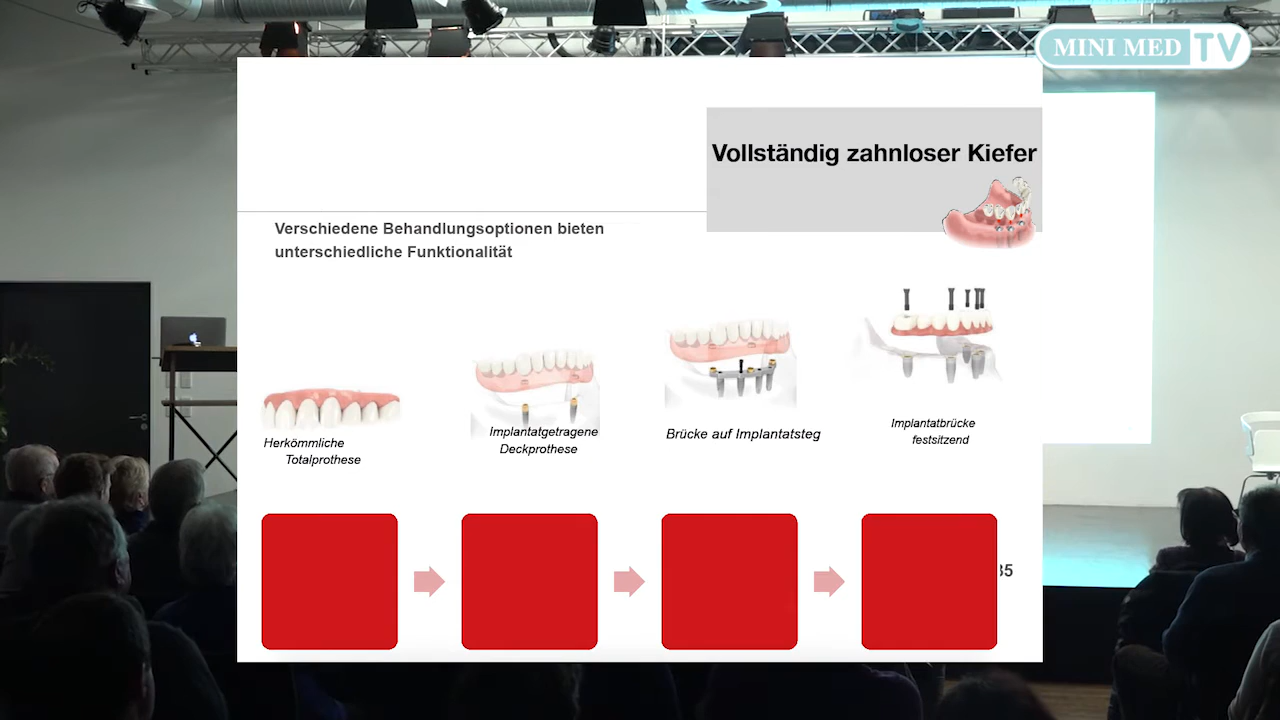 MINI MED TV
Vollständig zahnloser Kiefer
Verschiedene Behandlungsoptionen bieten
unterschiedliche Funktionalität
Herkömmliche
Totalprothese
Implantatgetragene
Deckprothese
Brücke auf Implantatsteg
Implantatbrücke
festsitzend
35